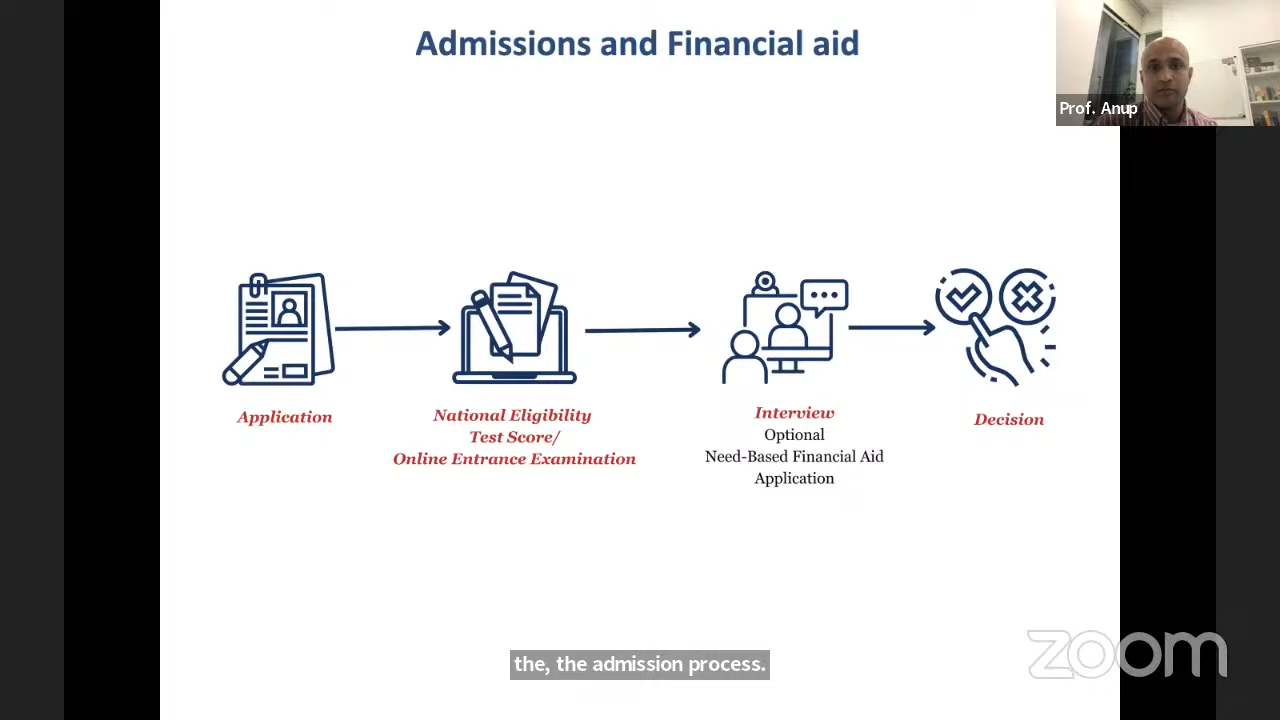 Admissions and Financial aid
Prof. Anup
Application
National Eligibility
Test Score/
Online Entrance Examination
Interview
Optional
Need-Based Financial Aid
Application
Decision
the, the admission process.
zoom